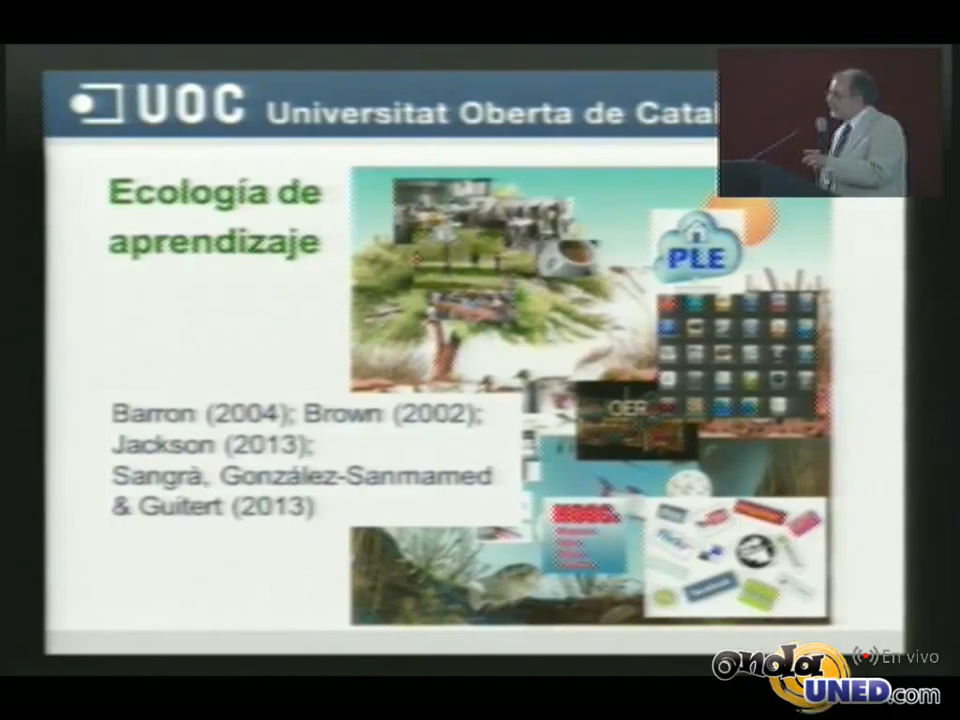 UOC Universitat Oberta de Catal
Ecología de
aprendizaje
PLE
OER
Barron (2004); Brown (2002);
Jackson (2013);
Sangrà, González-Sanmamed
& Guitert (2013)
En vivo
onda
UNED.com